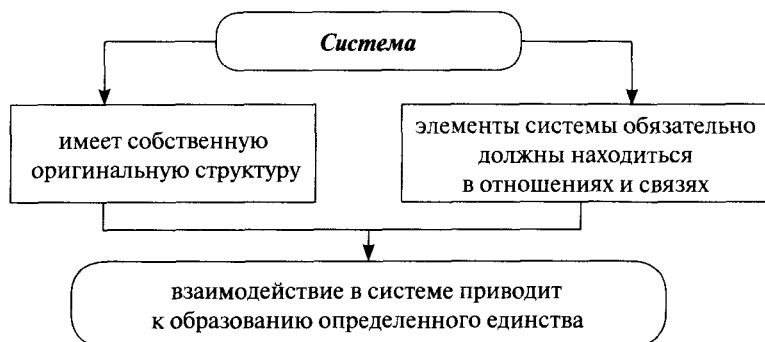 Система
имеет собственную
оригинальную структуру
элементы системы обязательно
должны находиться
в отношениях и связях
взаимодействие в системе приводит
к образованию определенного единства